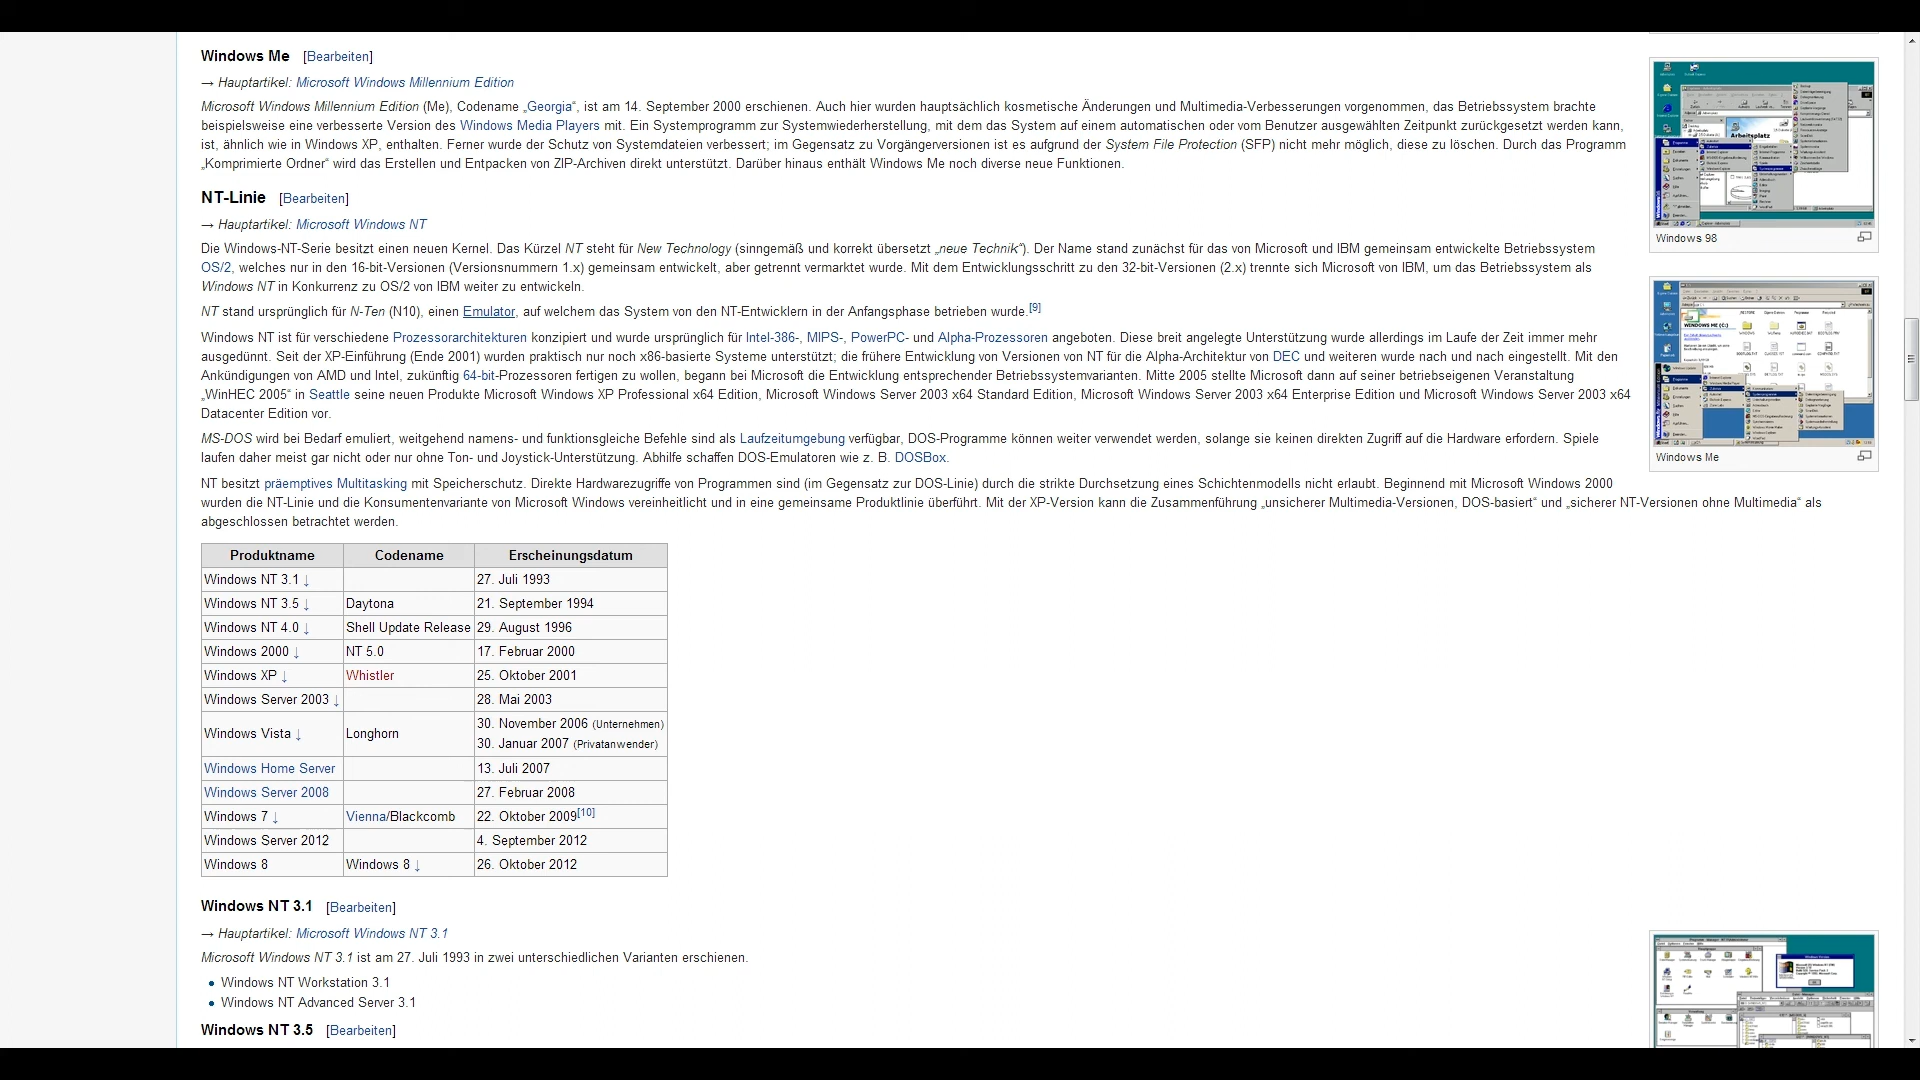 Windows Me [Bearbeiten]
→ Hauptartikel: Microsoft Windows Millennium Edition
Microsoft Windows Millennium Edition (Me), Codename „Georgia“, ist am 14. September 2000 erschienen. Auch hier wurden hauptsächlich kosmetische Änderungen und Multimedia-Verbesserungen vorgenommen, das Betriebssystem brachte
beispielsweise eine verbesserte Version des Windows Media Players mit. Ein Systemprogramm zur Systemwiederherstellung, mit dem das System auf einem automatischen oder vom Benutzer ausgewählten Zeitpunkt zurückgesetzt werden kann,
ist, ähnlich wie in Windows XP, enthalten. Ferner wurde der Schutz von Systemdateien verbessert; im Gegensatz zu Vorgängerversionen ist es aufgrund der System File Protection (SFP) nicht mehr möglich, diese zu löschen. Durch das Programm
„Komprimierte Ordner“ wird das Erstellen und Entpacken von ZIP-Archiven direkt unterstützt. Darüber hinaus enthält Windows Me noch diverse neue Funktionen.
Windows 98
NT-Linie [Bearbeiten]
→ Hauptartikel: Microsoft Windows NT
Die Windows-NT-Serie besitzt einen neuen Kernel. Das Kürzel NT steht für New Technology (sinngemäß und korrekt übersetzt „neue Technik“). Der Name stand zunächst für das von Microsoft und IBM gemeinsam entwickelte Betriebssystem
OS/2, welches nur in den 16-bit-Versionen (Versionsnummern 1.x) gemeinsam entwickelt, aber getrennt vermarktet wurde. Mit dem Entwicklungsschritt zu den 32-bit-Versionen (2.x) trennte sich Microsoft von IBM, um das Betriebssystem als
Windows NT in Konkurrenz zu OS/2 von IBM weiter zu entwickeln.
NT stand ursprünglich für N-Ten (N10), einen Emulator, auf welchem das System von den NT-Entwicklern in der Anfangsphase betrieben wurde.[9]
Windows NT ist für verschiedene Prozessorarchitekturen konzipiert und wurde ursprünglich für Intel-386-, MIPS-, PowerPC- und Alpha-Prozessoren angeboten. Diese breit angelegte Unterstützung wurde allerdings im Laufe der Zeit immer mehr
ausgedünnt. Seit der XP-Einführung (Ende 2001) wurden praktisch nur noch x86-basierte Systeme unterstützt; die frühere Entwicklung von Versionen von NT für die Alpha-Architektur von DEC und weiteren wurde nach und nach eingestellt. Mit den
Ankündigungen von AMD und Intel, zukünftig 64-bit-Prozessoren fertigen zu wollen, begann bei Microsoft die Entwicklung entsprechender Betriebssystemvarianten. Mitte 2005 stellte Microsoft dann auf seiner betriebseigenen Veranstaltung
„WinHEC 2005“ in Seattle seine neuen Produkte Microsoft Windows XP Professional x64 Edition, Microsoft Windows Server 2003 x64 Standard Edition, Microsoft Windows Server 2003 x64 Enterprise Edition und Microsoft Windows Server 2003 x64
Datacenter Edition vor.
Windows Me
MS-DOS wird bei Bedarf emuliert, weitgehend namens- und funktionsgleiche Befehle sind als Laufzeitumgebung verfügbar, DOS-Progamme können weiter verwendet werden, solange sie keinen direkten Zugriff auf die Hardware erfordern. Spiele
laufen daher meist gar nicht oder nur ohne Ton- und Joystick-Unterstützung. Abhilfe schaffen DOS-Emulatoren wie z. B. DOSBox.
NT besitzt präemptives Multitasking mit Speicherschutz. Direkte Hardwarezugriffe von Programmen sind (im Gegensatz zur DOS-Linie) durch die strikte Durchsetzung eines Schichtenmodells nicht erlaubt. Beginnend mit Microsoft Windows 2000
wurden die NT-Linie und die Konsumentenvariante von Microsoft Windows vereinheitlicht und in eine gemeinsame Produktlinie überführt. Mit der XP-Version kann die Zusammenführung „unsicherer Multimedia-Versionen, DOS-basiert“ und „sicherer NT-Versionen ohne Multimedia“ als
abgeschlossen betrachtet werden.
Produktname Codename Erscheinungsdatum
Windows NT 3.1 ↓ 27. Juli 1993
Windows NT 3.5 ↓ Daytona 21. September 1994
Windows NT 4.0 ↓ Shell Update Release 29. August 1996
Windows 2000 ↓ NT 5.0 17. Februar 2000
Windows XP ↓ Whistler 25. Oktober 2001
Windows Server 2003 ↓ 28. Mai 2003
Windows Vista ↓ Longhorn 30. November 2006 (Unternehmen)
30. Januar 2007 (Privatanwender)
Windows Home Server 13. Juli 2007
Windows Server 2008 27. Februar 2008
Windows 7 ↓ Vienna/Blackcomb 22. Oktober 2009[10]
Windows Server 2012 4. September 2012
Windows 8 Windows 8 ↓ 26. Oktober 2012
Windows NT 3.1 [Bearbeiten]
→ Hauptartikel: Microsoft Windows NT 3.1
Microsoft Windows NT 3.1 ist am 27. Juli 1993 in zwei unterschiedlichen Varianten erschienen.
• Windows NT Workstation 3.1
• Windows NT Advanced Server 3.1
Windows NT 3.5 [Bearbeiten]